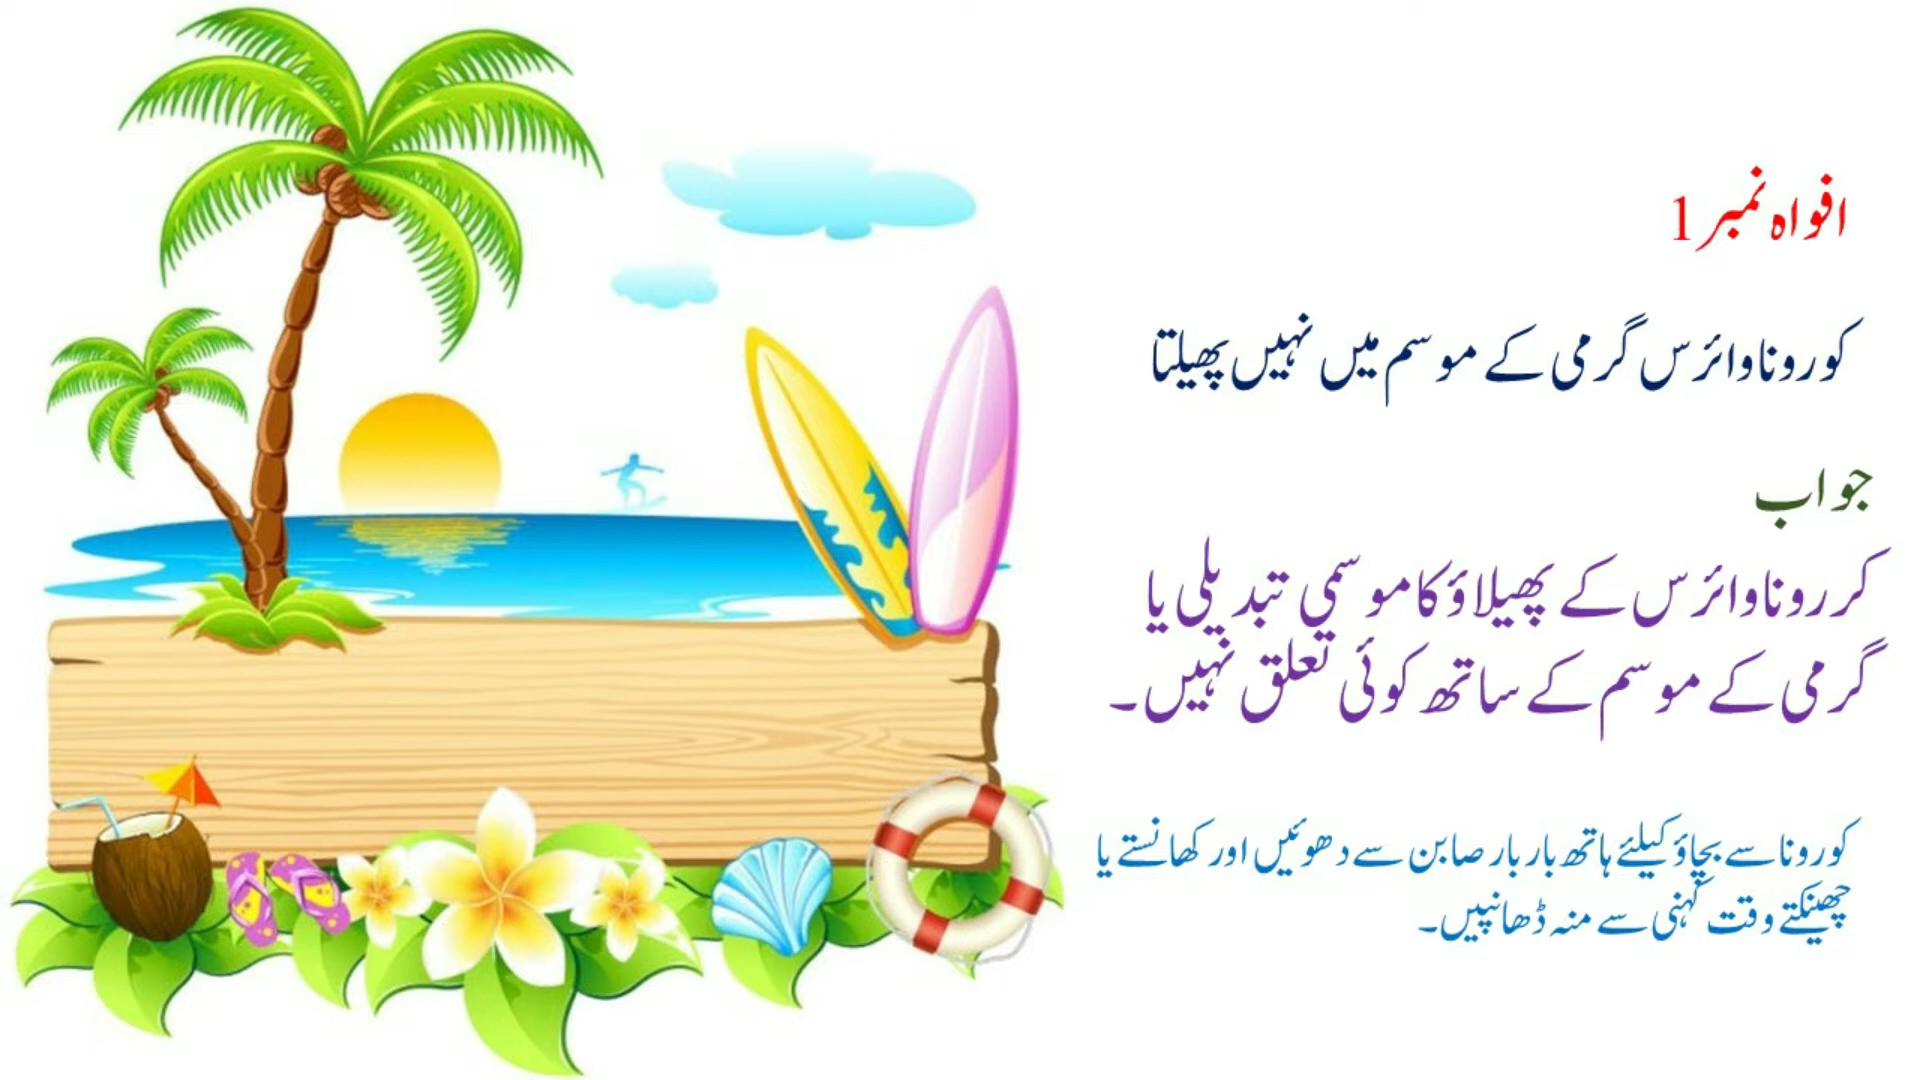 افواہ نمبر 1
کورونا وائرس گرمی کے موسم میں نہیں پھیلتا
جواب
کررونا وائرس کے پھیلاؤ کا موسمی تبدیلی یا
گرمی کے موسم کے ساتھ کوئی تعلق نہیں۔
کورونا سے بچاؤ کیلئے ہاتھ بار بار صابن سے دھوئیں اور کھانستے یا
چھینکتے وقت کہنی سے منہ ڈھانپیں۔